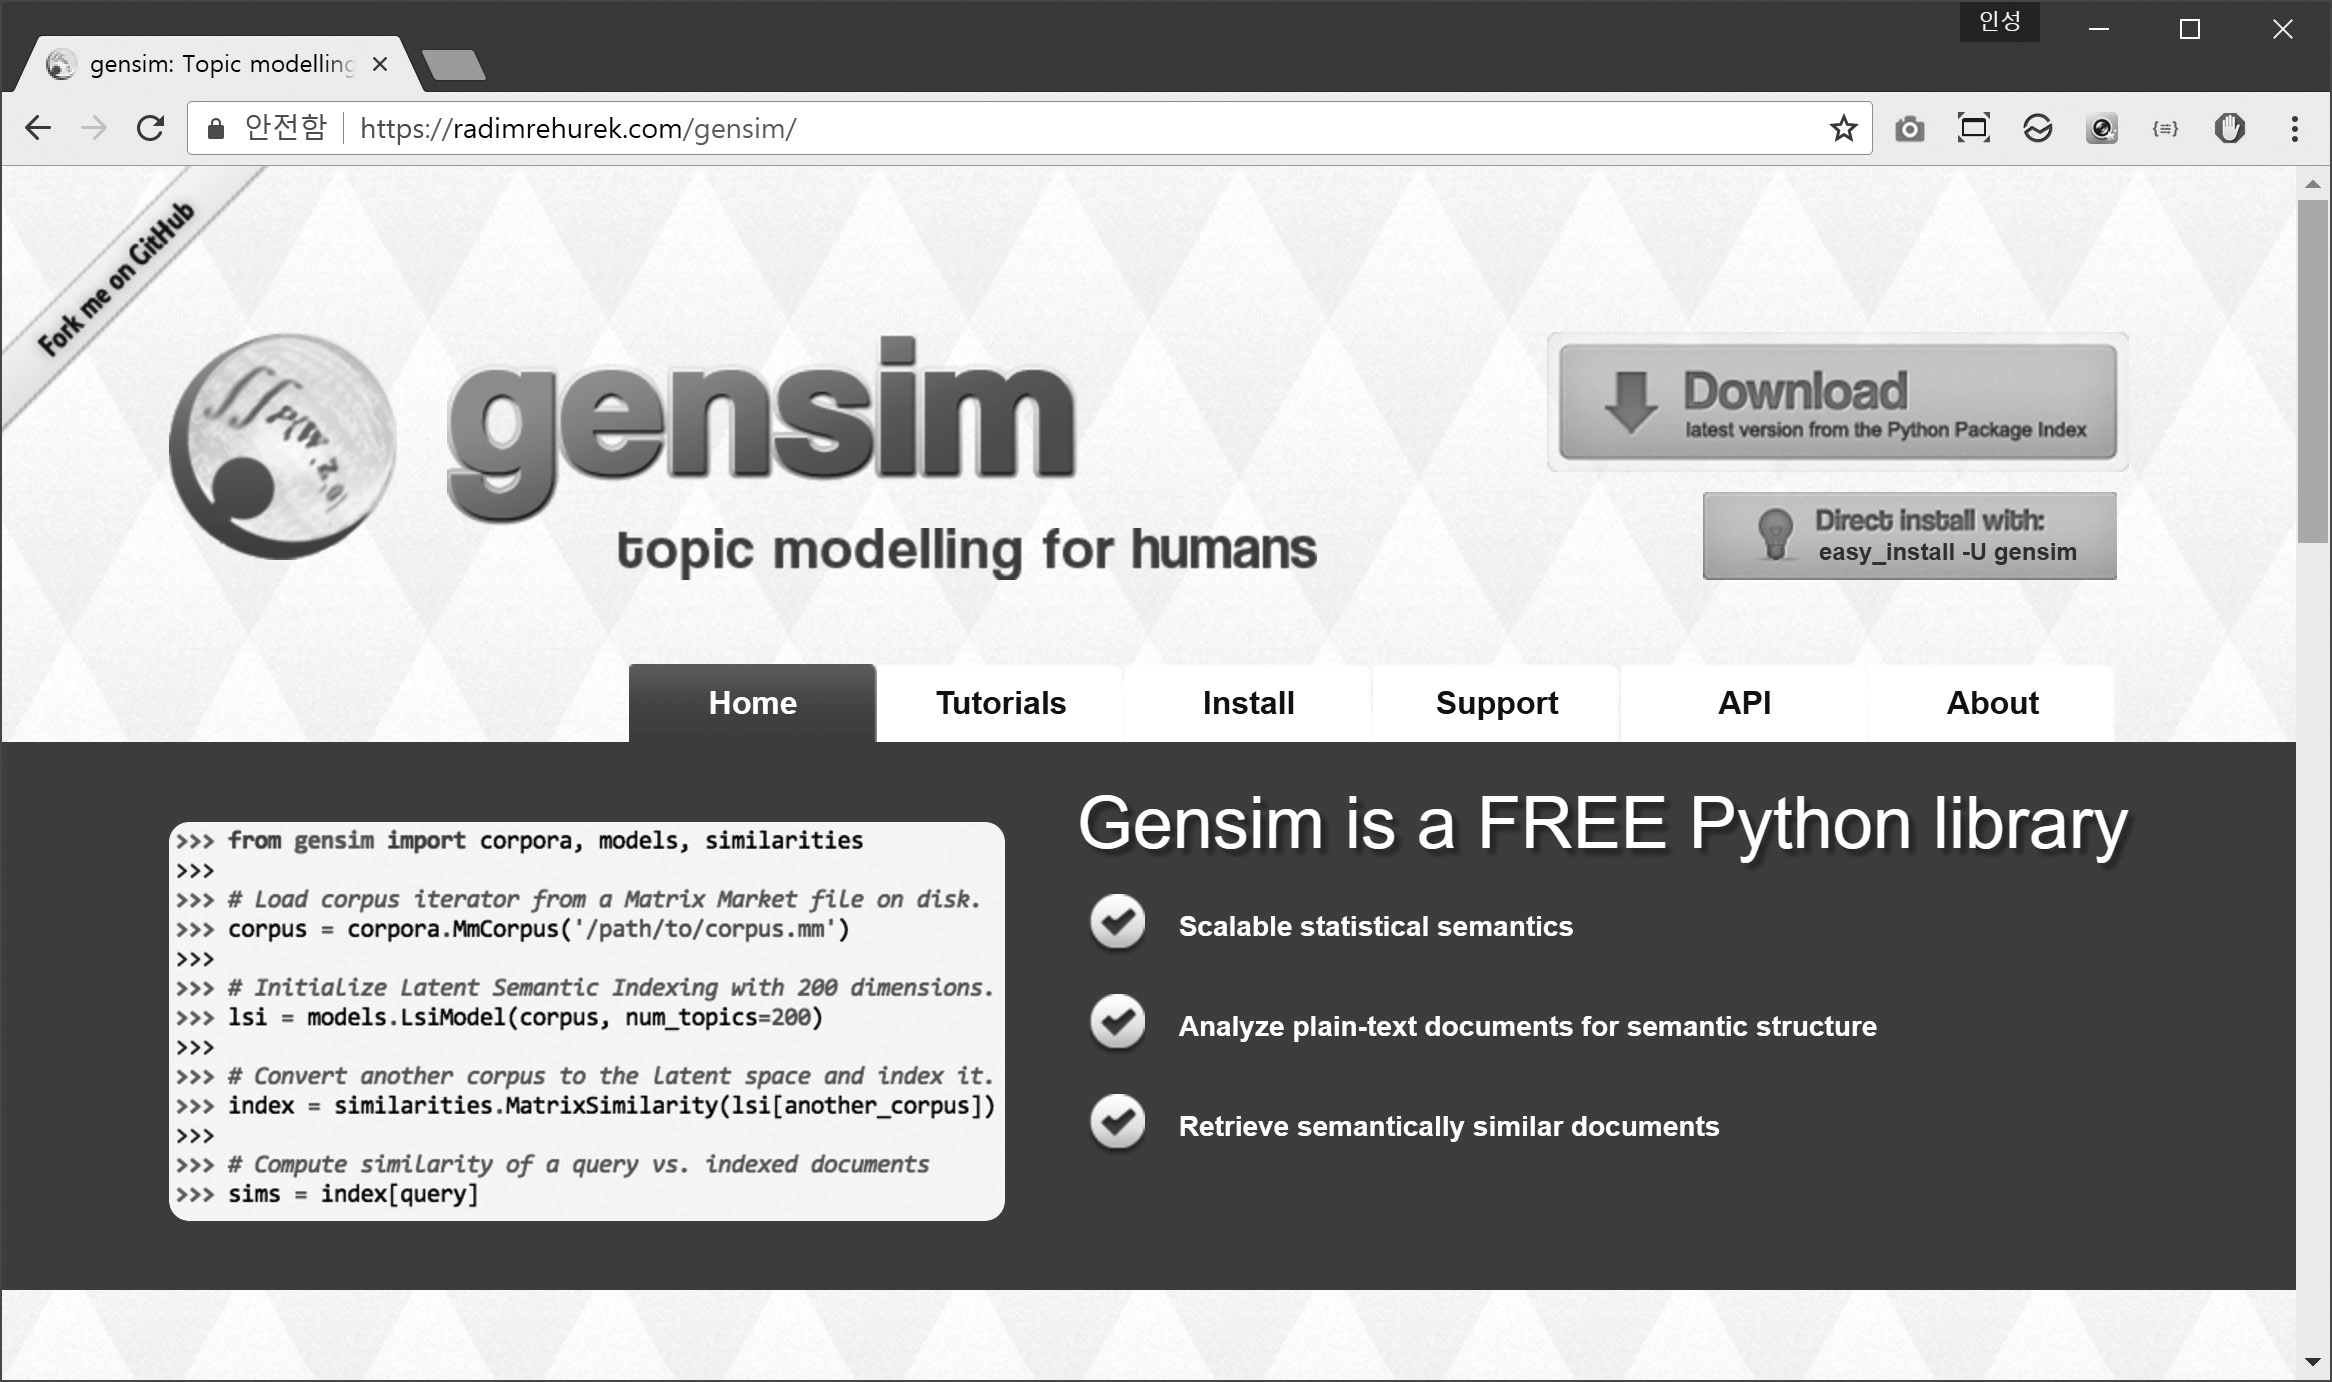 인성
gensim: Topic modelling
안전함 https://radimrehurek.com/gensim/
Fork me on GitHub
gensim
topic modelling for humans
Download
latest version from the Python Package Index
Direct install with:
easy_install -U gensim
Home Tutorials Install Support API About
>>> from gensim import corpora, models, similarities
>>>
>>> # Load corpus iterator from a Matrix Market file on disk.
>>> corpus = corpora.MmCorpus('/path/to/corpus.mm')
>>>
>>> # Initialize Latent Semantic Indexing with 200 dimensions.
>>> lsi = models.LsiModel(corpus, num_topics=200)
>>>
>>> # Convert another corpus to the latent space and index it.
>>> index = similarities.MatrixSimilarity(lsi[another_corpus])
>>>
>>> # Compute similarity of a query vs. indexed documents
>>> sims = index[query]
Gensim is a FREE Python library
Scalable statistical semantics
Analyze plain-text documents for semantic structure
Retrieve semantically similar documents